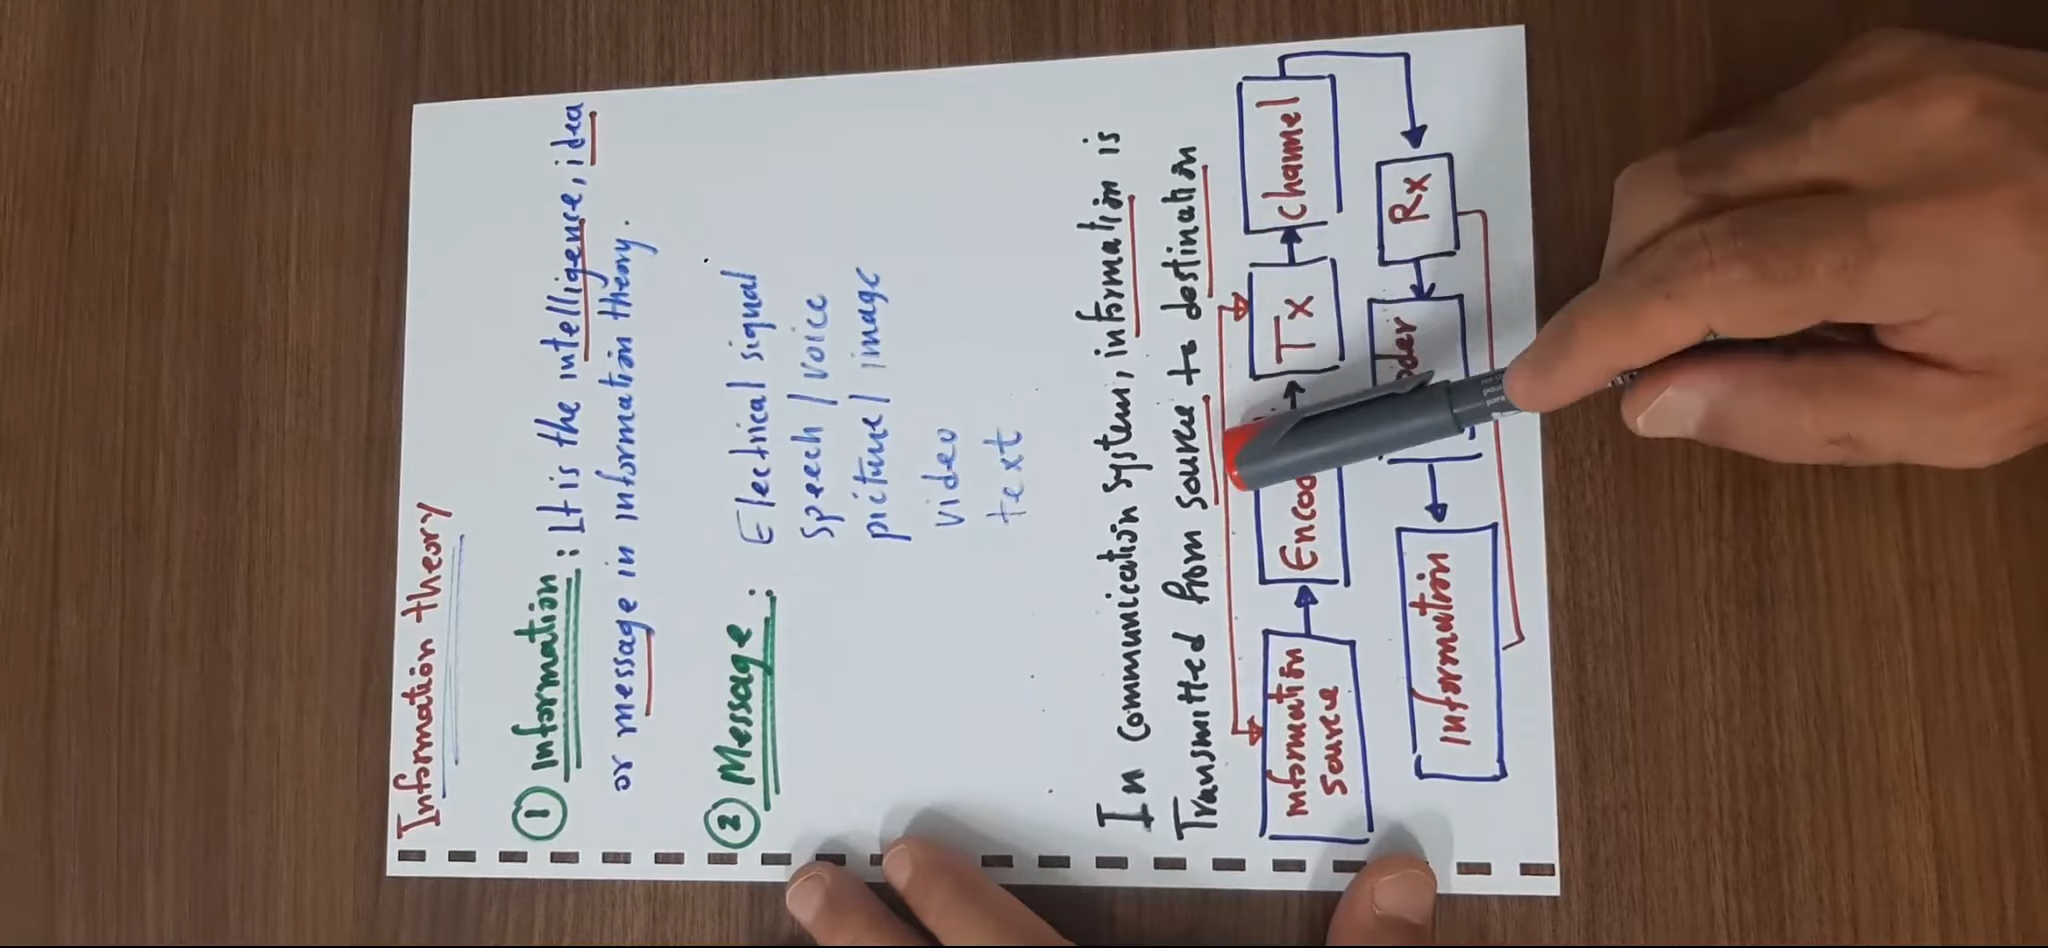 Information theory
① Information : It is the intelligence, idea
or message in information theory.
② Message : Electrical signal
speech / voice
picture / image
video
text
In communication system, information is
Transmitted from source to destination
Information
source
Tx
channel
Rx
Information